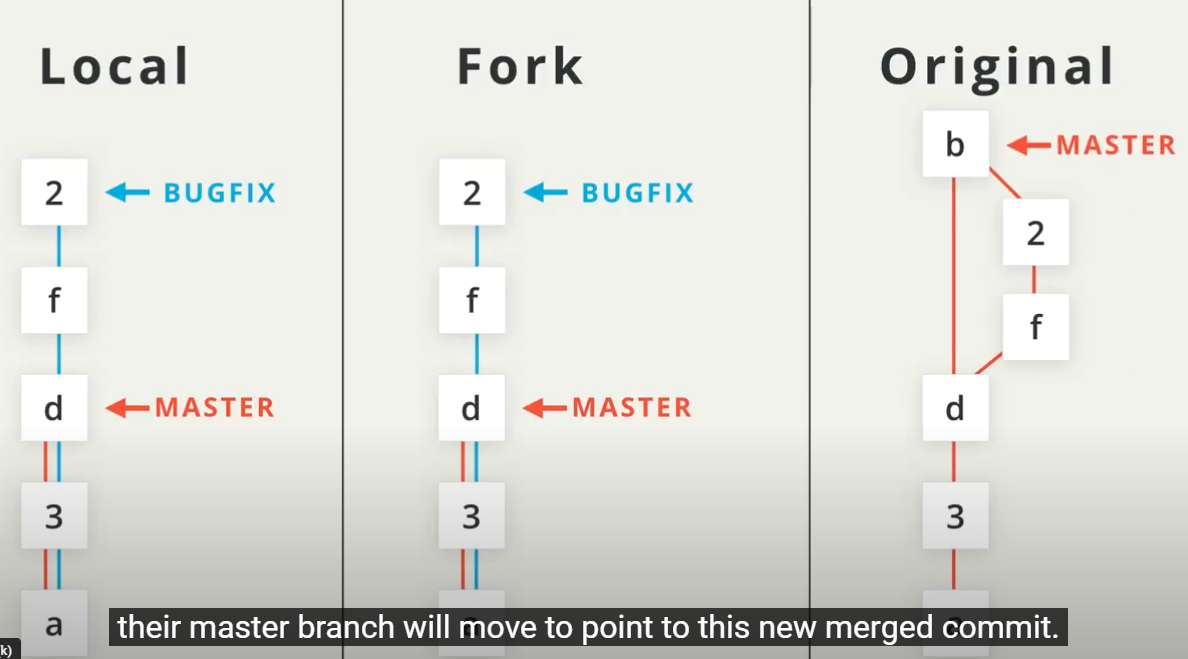 Local
Fork
Original
b
MASTER
2
BUGFIX
2
BUGFIX
2
f
f
f
d
MASTER
d
MASTER
d
3
3
3
a
their master branch will move to point to this new merged commit.
k)